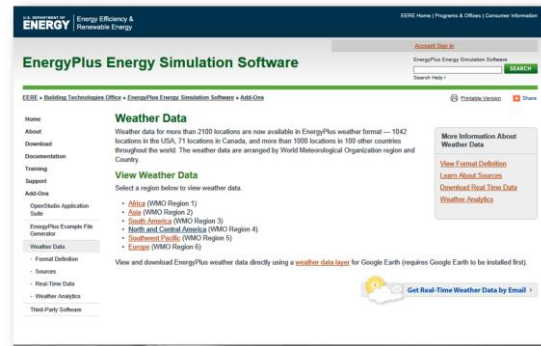 U.S. DEPARTMENT OF
ENERGY
Energy Efficiency &
Renewable Energy
EERE Home | Programs & Offices | Consumer Information
Account Sign In
EnergyPlus Energy Simulation Software
EnergyPlus Energy Simulation Software
SEARCH
Search Help
EERE » Building Technologies Office » EnergyPlus Energy Simulation Software » Add-Ons
Printable Version
Share
Home
About
Download
Documentation
Training
Support
Add-Ons
OpenStudio Application
Suite
EnergyPlus Example File
Generator
Weather Data
- Format Definition
- Sources
- Real-Time Data
- Weather Analytics
Third-Party Software
Weather Data
Weather data for more than 2100 locations are now available in EnergyPlus weather format — 1042
locations in the USA, 71 locations in Canada, and more than 1000 locations in 100 other countries
throughout the world. The weather data are arranged by World Meteorological Organization region and
Country.
View Weather Data
Select a region below to view weather data.
• Africa (WMO Region 1)
• Asia (WMO Region 2)
• South America (WMO Region 3)
• North and Central America (WMO Region 4)
• Southwest Pacific (WMO Region 5)
• Europe (WMO Region 6)
View and download EnergyPlus weather data directly using a weather data layer for Google Earth (requires Google Earth to be installed first).
More Information About
Weather Data
View Format Definition
Learn About Sources
Download Real Time Data
Weather Analytics
Get Real-Time Weather Data by Email